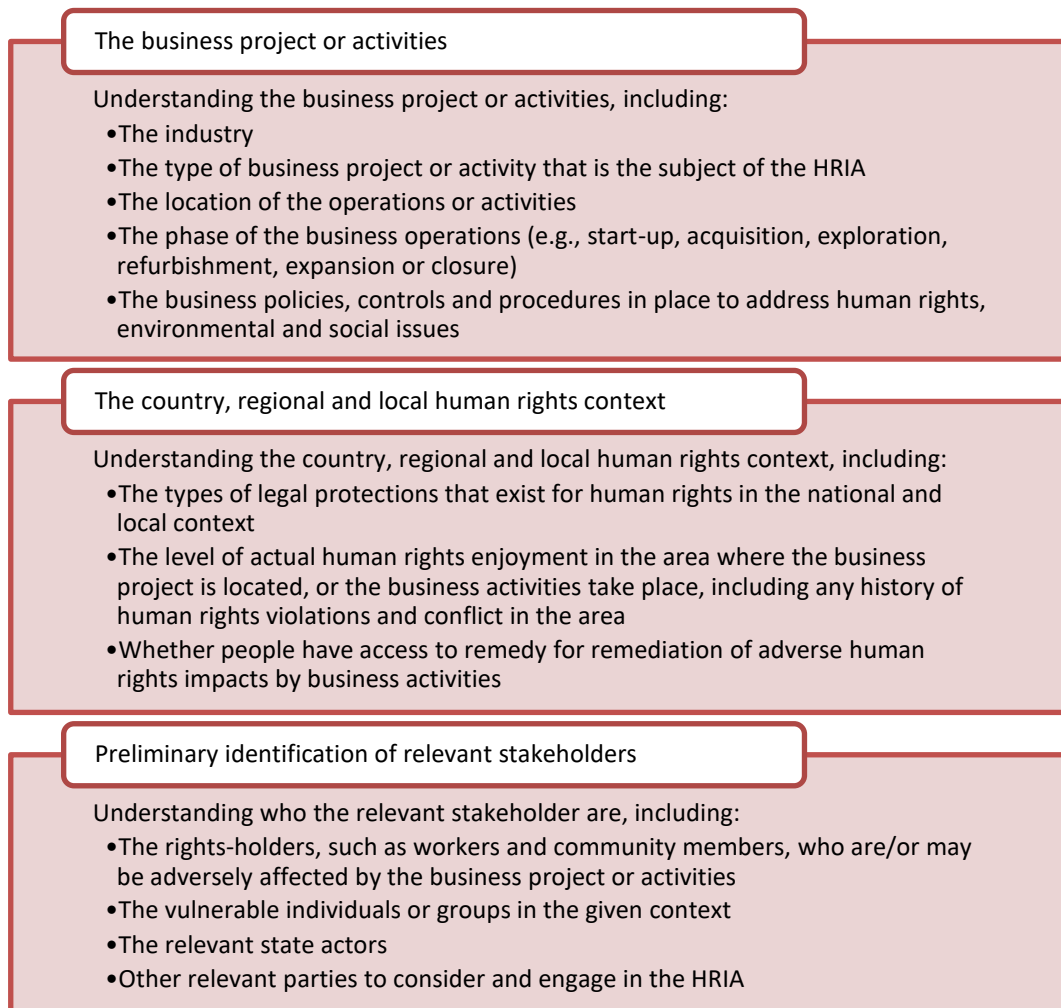 The business project or activities
Understanding the business project or activities, including:
•The industry
•The type of business project or activity that is the subject of the HRIA
•The location of the operations or activities
•The phase of the business operations (e.g., start-up, acquisition, exploration,
refurbishment, expansion or closure)
•The business policies, controls and procedures in place to address human rights,
environmental and social issues
The country, regional and local human rights context
Understanding the country, regional and local human rights context, including:
•The types of legal protections that exist for human rights in the national and
local context
•The level of actual human rights enjoyment in the area where the business
project is located, or the business activities take place, including any history of
human rights violations and conflict in the area
•Whether people have access to remedy for remediation of adverse human
rights impacts by business activities
Preliminary identification of relevant stakeholders
Understanding who the relevant stakeholder are, including:
•The rights-holders, such as workers and community members, who are/or may
be adversely affected by the business project or activities
•The vulnerable individuals or groups in the given context
•The relevant state actors
•Other relevant parties to consider and engage in the HRIA